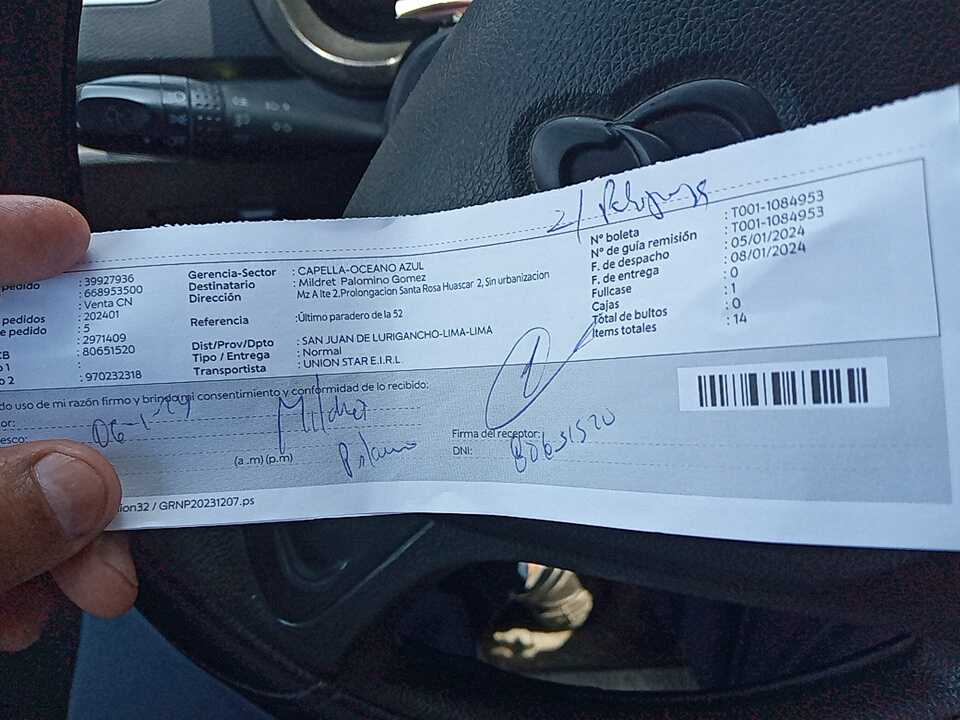 2/
pedido : 39927936
: 668953500
: Venta CN
pedidos : 202401
e pedido : 5
CB : 2971409
o 1 : 80651520
:
o 2 : 970232318
Gerencia-Sector : CAPELLA-OCEANO AZUL
Destinatario : Mildret Palomino Gomez
Dirección Mz A lte 2.Prolongacion Santa Rosa Huascar 2, Sin urbanizacion
Referencia :Último paradero de la 52
Dist/Prov/Dpto : SAN JUAN DE LURIGANCHO-LIMA-LIMA
Tipo / Entrega : Normal
Transportista : UNION STAR E.I.R.L.
N° boleta : T001-1084953
N° de guía remisión : T001-1084953
F. de despacho : 05/01/2024
F. de entrega : 08/01/2024
Fullcase : 0
Cajas : 1
Total de bultos : 0
Items totales : 14
do uso de mi razón firmo y brindo mi consentimiento y conformidad de lo recibido:
or: Mildret 1
esco: 06-1-24
(a .m) (p.m)
Firma del receptor:
DNI: 80651520
sion32 / GRNP20231207.ps